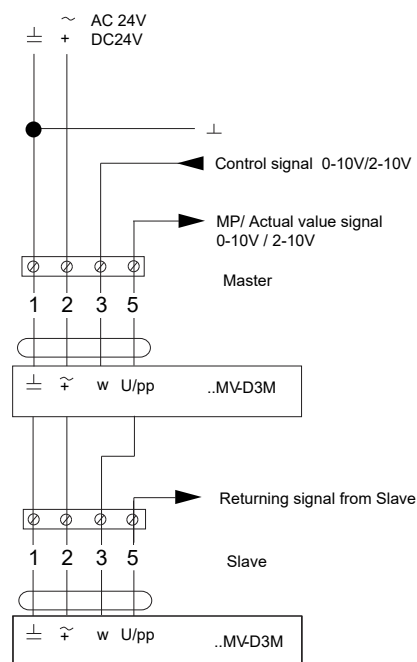 ⊥ ~ AC 24V
+ DC24V
⊥
Control signal 0-10V/2-10V
MP/ Actual value signal
0-10V / 2-10V
Master
1 2 3 5
⊥ ~ w U/pp ..MV-D3M
+
Returning signal from Slave
1 2 3 5
Slave
⊥ ~ w U/pp ..MV-D3M
+